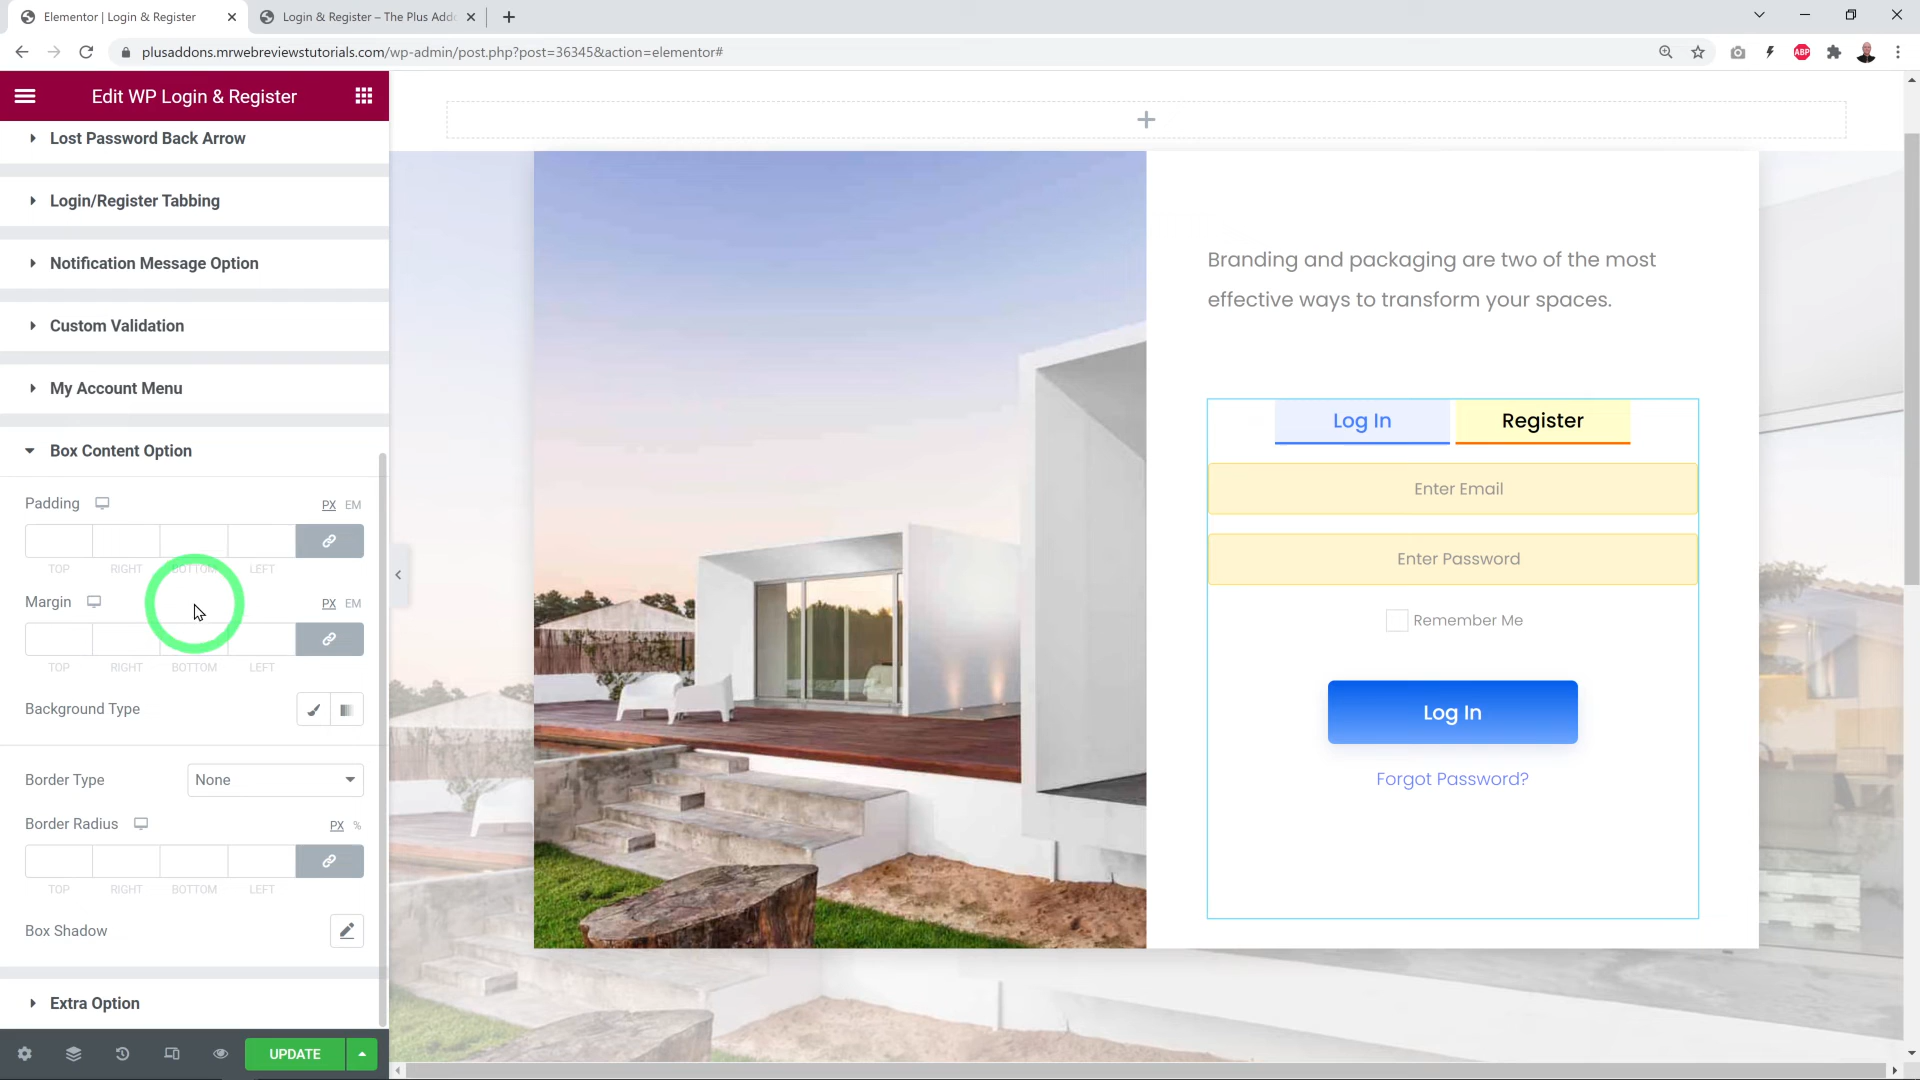 Elementor | Login & Register
Login & Register – The Plus Addo
plusaddons.mrwebreviewstutorials.com/wp-admin/post.php?post=36345&action=elementor#
ABP
Edit WP Login & Register
Lost Password Back Arrow
Login/Register Tabbing
Notification Message Option
Custom Validation
My Account Menu
Box Content Option
Padding PX EM
TOP RIGHT BOTTOM LEFT
Margin PX EM
TOP RIGHT BOTTOM LEFT
Background Type
Border Type None
Border Radius PX %
TOP RIGHT BOTTOM LEFT
Box Shadow
Extra Option
UPDATE
Branding and packaging are two of the most
effective ways to transform your spaces.
Log In Register
Enter Email
Enter Password
Remember Me
Log In
Forgot Password?